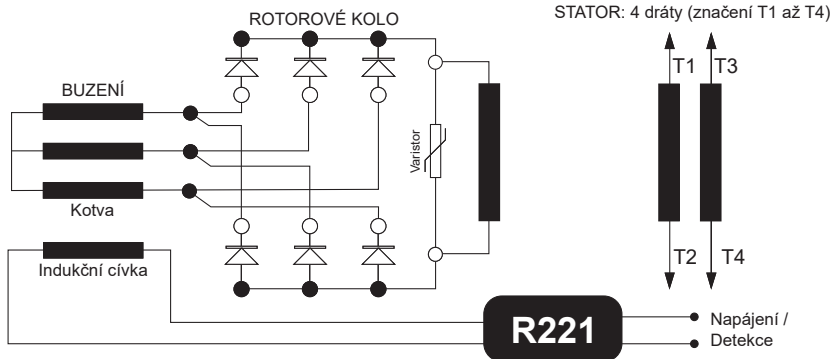 STATOR: 4 dráty (značení T1 až T4)
ROTOROVÉ KOLO
T1
T3
BUZENÍ
Varistor
Kotva
T2
T4
Indukční cívka
R221
Napájení /
Detekce